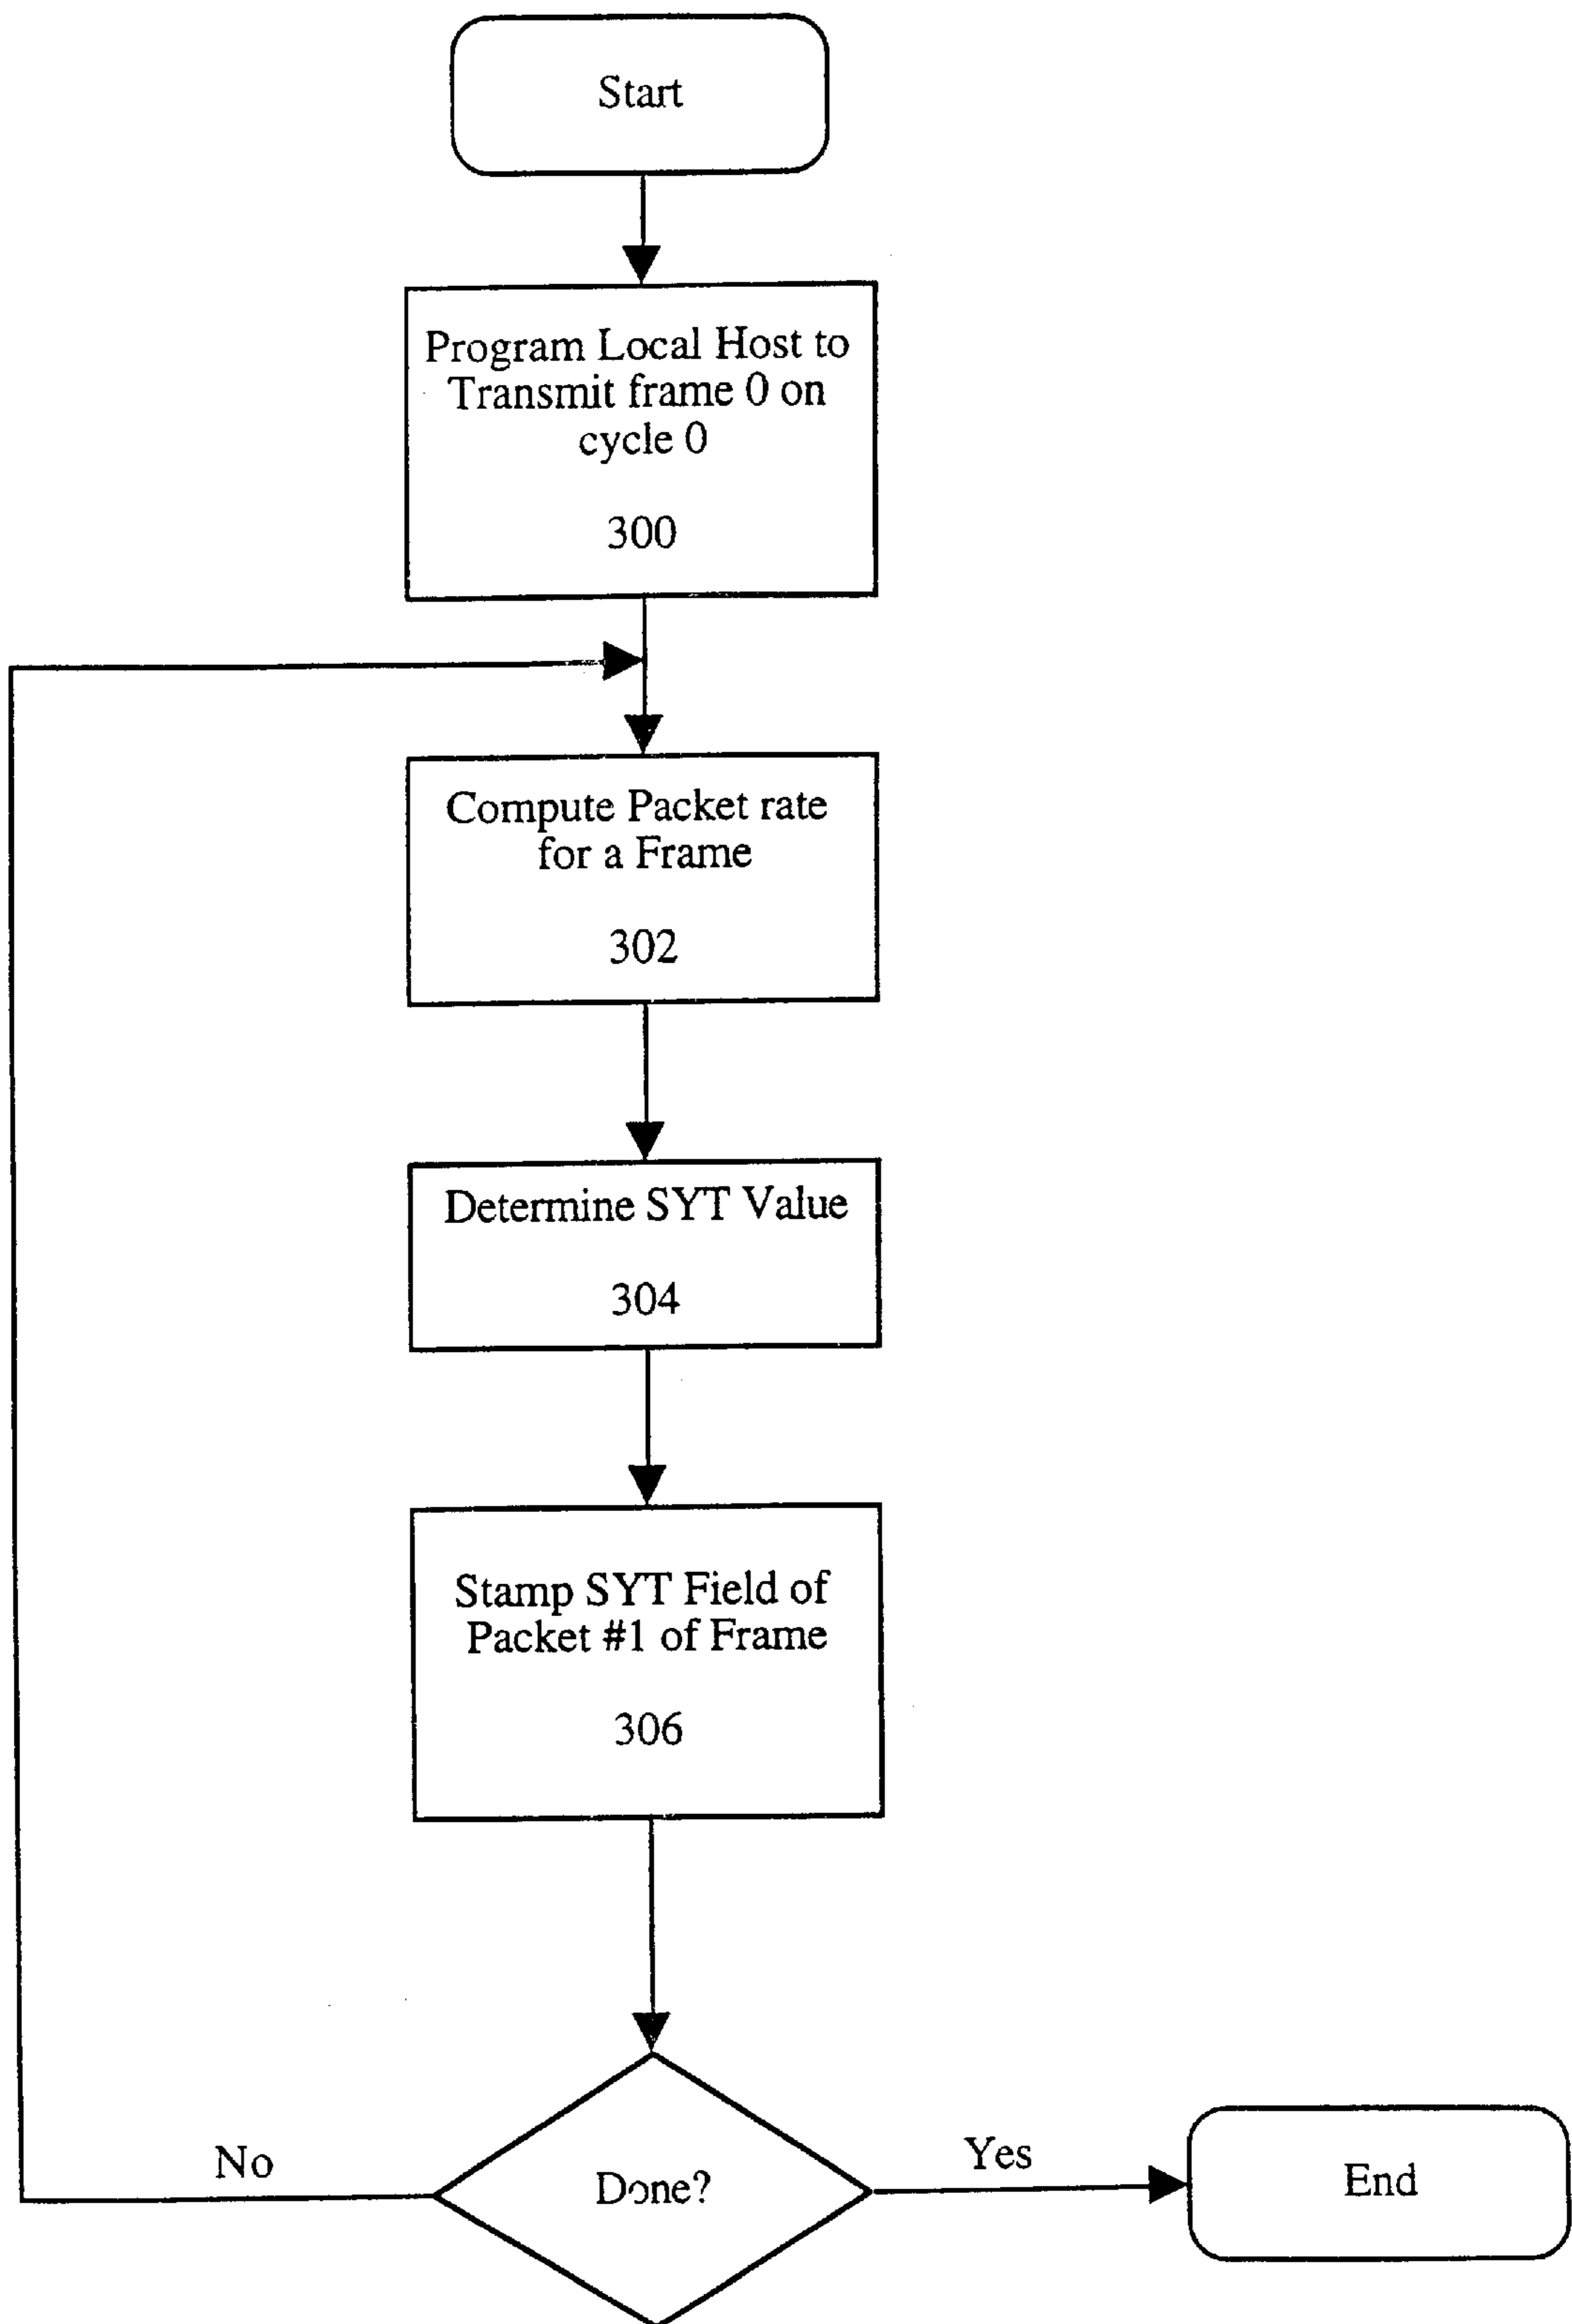 Start
Program Local Host to
Transmit frame 0 on
cycle 0
300
Compute Packet rate
for a Frame
302
Determine SYT Value
304
Stamp SYT Field of
Packet #1 of Frame
306
No
Done?
Yes
End